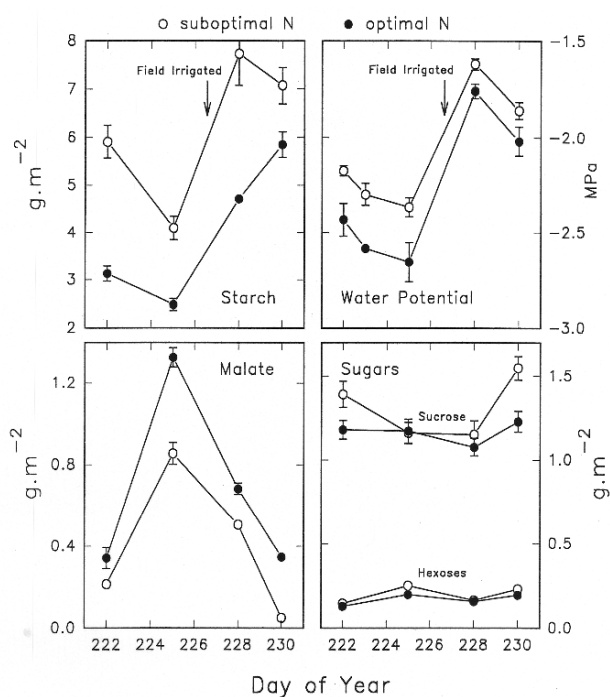 ○ suboptimal N ● optimal N
8
7
6
5
4
3
2
g.m⁻²
Field Irrigated
Starch
Field Irrigated
Water Potential
−1.5
−2.0
−2.5
−3.0
MPa
1.2
0.8
0.4
0.0
g.m⁻²
Malate
Sugars
Sucrose
Hexoses
1.5
1.0
0.5
0.0
g.m⁻²
222 224 226 228 230 222 224 226 228 230
Day of Year